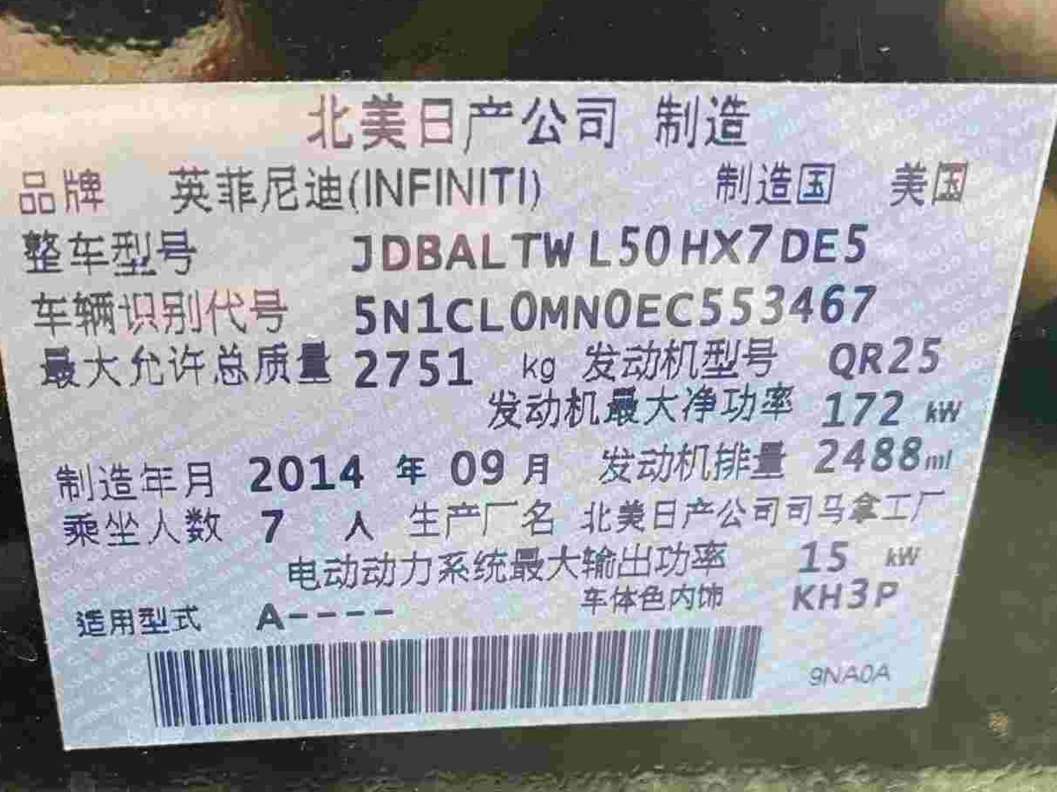 北美日产公司 制造
品牌 英菲尼迪(INFINITI) 制造国 美国
整车型号 JDBALTWL50HX7DE5
车辆识别代号 5N1CL0MN0EC553467
最大允许总质量 2751 kg 发动机型号 QR25
发动机最大净功率 172 kW
制造年月 2014 年 09 月 发动机排量 2488ml
乘坐人数 7 人 生产厂名 北美日产公司司马拿工厂
电动动力系统最大输出功率 15 kW
适用型式 A---- 车体色内饰 KH3P
9NA0A